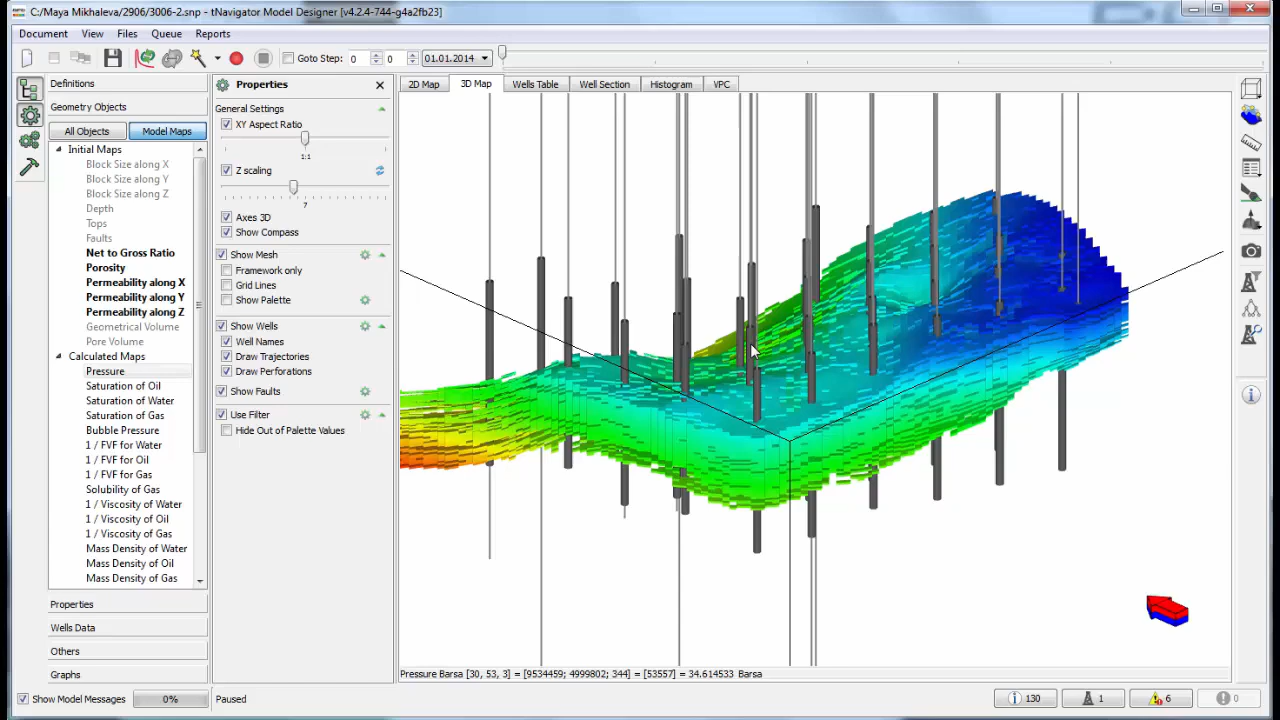 C:/Maya Mikhaleva/2906/3006-2.snp - tNavigator Model Designer [v4.2.4-744-g4a2fb23]
Document View Files Queue Reports
Goto Step: 0 0 01.01.2014
Definitions
Geometry Objects
All Objects Model Maps
Initial Maps
Block Size along X
Block Size along Y
Block Size along Z
Depth
Tops
Faults
Net to Gross Ratio
Porosity
Permeability along X
Permeability along Y
Permeability along Z
Geometrical Volume
Pore Volume
Calculated Maps
Pressure
Saturation of Oil
Saturation of Water
Saturation of Gas
Bubble Pressure
1 / FVF for Water
1 / FVF for Oil
1 / FVF for Gas
Solubility of Gas
1 / Viscosity of Water
1 / Viscosity of Oil
1 / Viscosity of Gas
Mass Density of Water
Mass Density of Oil
Mass Density of Gas
Properties
Wells Data
Others
Graphs
Properties
General Settings
XY Aspect Ratio
1:1
Z scaling
7
Axes 3D
Show Compass
Show Mesh
Framework only
Grid Lines
Show Palette
Show Wells
Well Names
Draw Trajectories
Draw Perforations
Show Faults
Use Filter
Hide Out of Palette Values
2D Map 3D Map Wells Table Well Section Histogram VPC
Pressure Barsa [30, 53, 3] = [9534459; 4999802; 344] = [53557] = 34.614533 Barsa
Show Model Messages 0% Paused 130 1 6 0